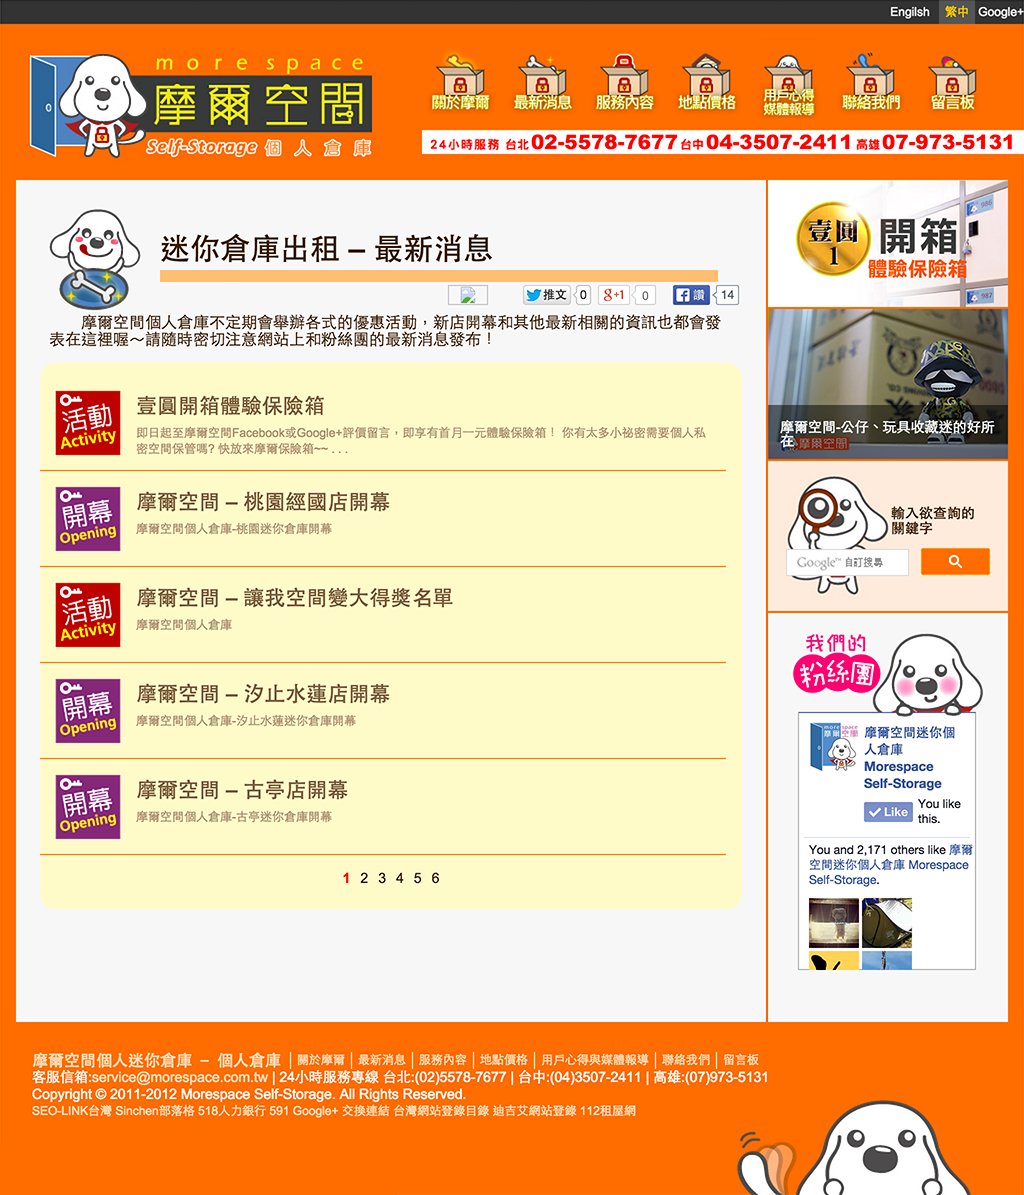 Engilsh 繁中 Google+
more space
摩爾空間
Self-Storage 個人倉庫
關於摩爾 最新消息 服務內容 地點價格 用戶心得 媒體報導 聯絡我們 留言板
24小時服務 台北02-5578-7677 台中04-3507-2411 高雄07-973-5131
迷你倉庫出租 – 最新消息
推文 0 g+1 0 讚 14
摩爾空間個人倉庫不定期會舉辦各式的優惠活動，新店開幕和其他最新相關的資訊也都會發
表在這裡喔～請隨時密切注意網站上和粉絲團的最新消息發布！
活動
Activity
壹圓開箱體驗保險箱
即日起至摩爾空間Facebook或Google+評價留言，即享有首月一元體驗保險箱！ 你有太多小祕密需要個人私
密空間保管嗎? 快放來摩爾保險箱~~ . . .
開幕
Opening
摩爾空間 – 桃園經國店開幕
摩爾空間個人倉庫-桃園迷你倉庫開幕
活動
Activity
摩爾空間 – 讓我空間變大得獎名單
摩爾空間個人倉庫
開幕
Opening
摩爾空間 – 汐止水蓮店開幕
摩爾空間個人倉庫-汐止水蓮迷你倉庫開幕
開幕
Opening
摩爾空間 – 古亭店開幕
摩爾空間個人倉庫-古亭迷你倉庫開幕
1 2 3 4 5 6
壹圓
1
開箱
體驗保險箱
986
987
摩爾空間-公仔、玩具收藏迷的好所
在
摩爾空間
輸入欲查詢的
關鍵字
Google™ 自訂搜尋
我們的
粉絲團
more space
摩爾空間
摩爾空間迷你個
人倉庫
Morespace
Self-Storage
Like
You like
this.
You and 2,171 others like 摩爾
空間迷你個人倉庫 Morespace
Self-Storage.
摩爾空間個人迷你倉庫 – 個人倉庫 | 關於摩爾 | 最新消息 | 服務內容 | 地點價格 | 用戶心得與媒體報導 | 聯絡我們 | 留言板
客服信箱:service@morespace.com.tw | 24小時服務專線 台北:(02)5578-7677 | 台中:(04)3507-2411 | 高雄:(07)973-5131
Copyright © 2011-2012 Morespace Self-Storage. All Rights Reserved.
SEO-LINK台灣 Sinchen部落格 518人力銀行 591 Google+ 交換連結 台灣網站登錄目錄 迪吉艾網站登錄 112租屋網